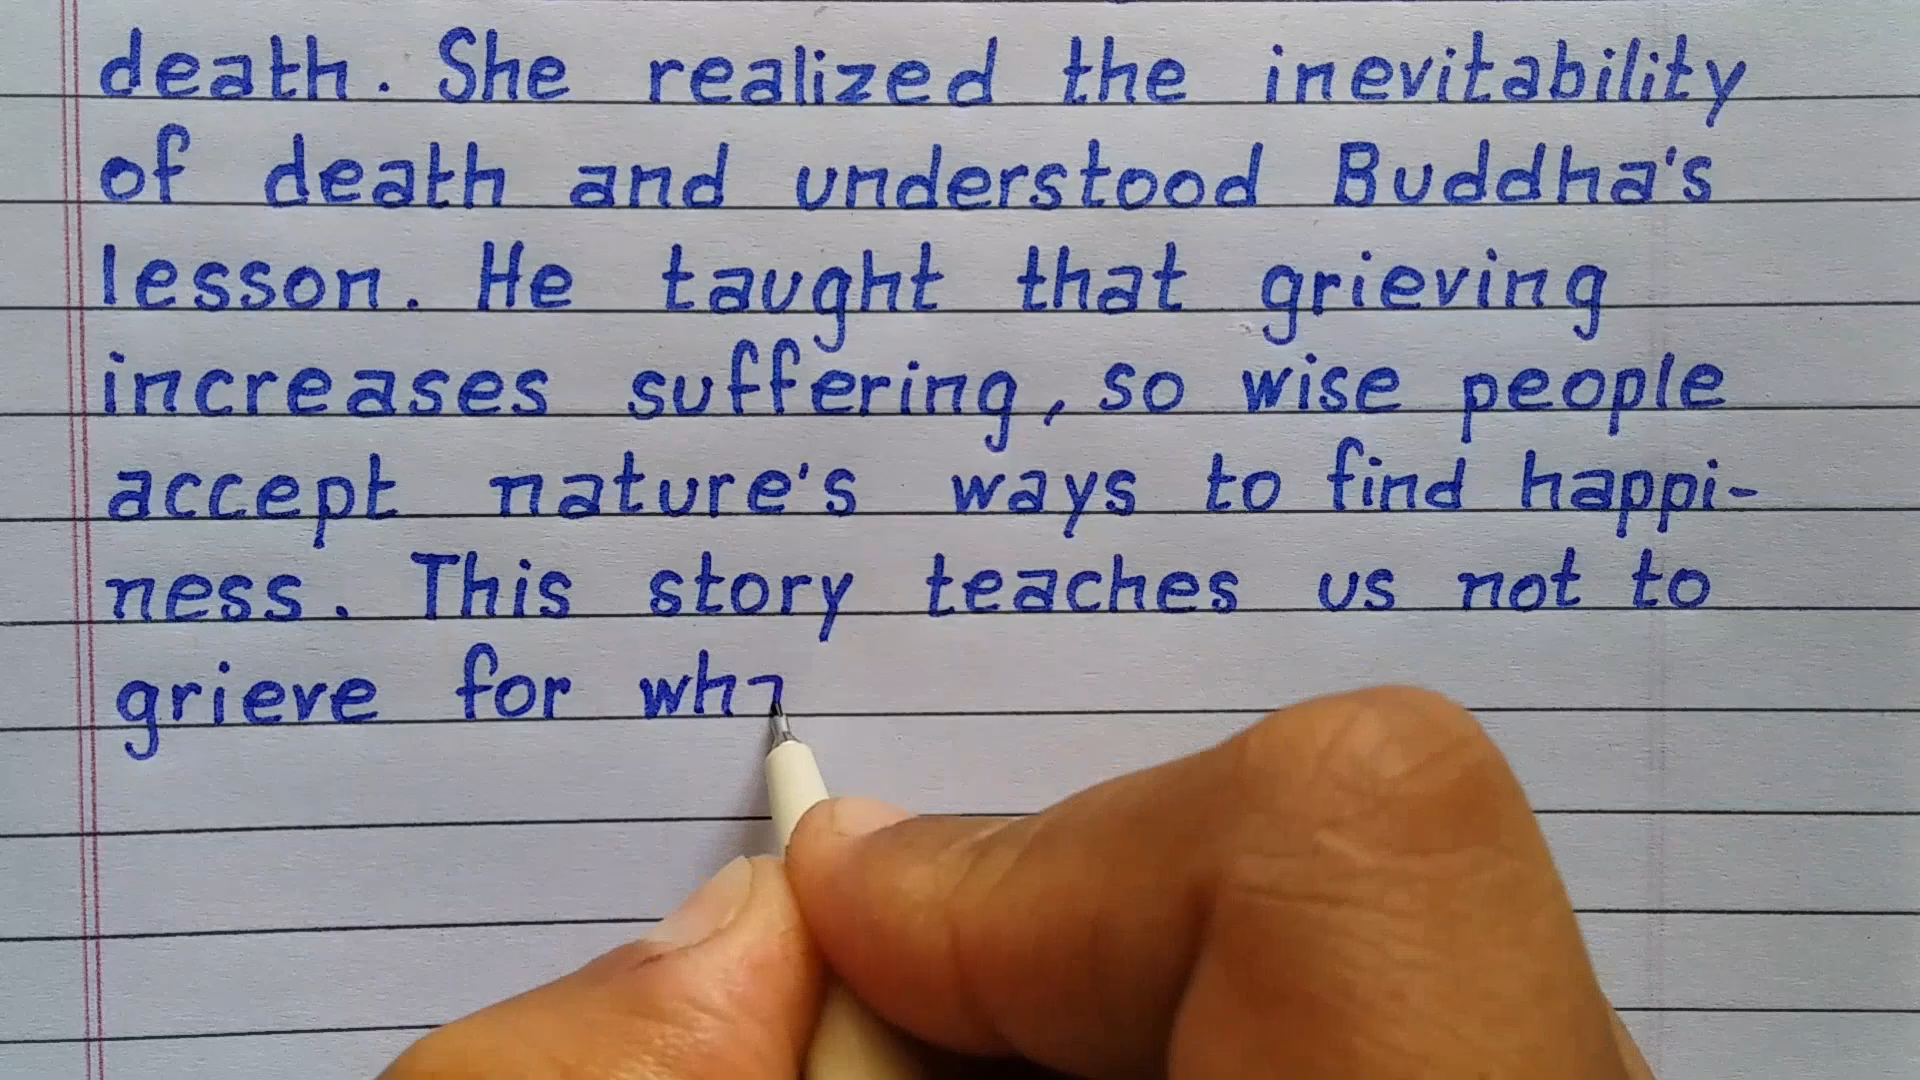 death. She realized the inevitability
of death and understood Buddha's
lesson. He taught that grieving
increases suffering, so wise people
accept nature's ways to find happi-
ness. This story teaches us not to
grieve for wha